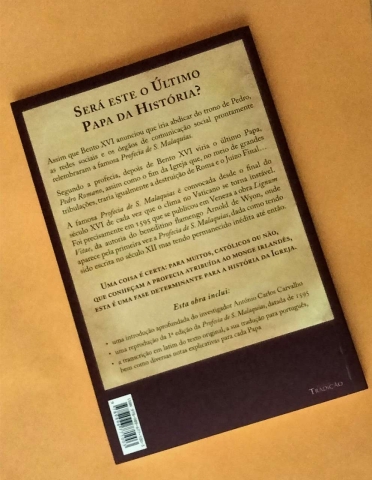 SERÁ ESTE O ÚLTIMO
PAPA DA HISTÓRIA?
Assim que Bento XVI anunciou que iria abdicar do trono de Pedro,
as redes sociais e os órgãos de comunicação social prontamente
relembraram a famosa Profecia de S. Malaquias.
Segundo a profecia, depois de Bento XVI viria o último Papa,
Pedro Romano, assim como o fim da Igreja que, no meio de grandes
tribulações, traria igualmente a destruição de Roma e o Juízo Final…
A famosa Profecia de S. Malaquias é convocada desde o final do
século XVI de cada vez que o clima no Vaticano se torna instável.
Foi precisamente em 1595 que se publicou em Veneza a obra Lignum
Vitae, da autoria do beneditino flamengo Arnold de Wyon, onde
aparece pela primeira vez a Profecia de S. Malaquias, dada como tendo
sido escrita no século XII mas tendo permanecido inédita até então.
UMA COISA É CERTA: PARA MUITOS, CATÓLICOS OU NÃO,
QUE CONHEÇAM A PROFECIA ATRIBUÍDA AO MONGE IRLANDÊS,
ESTA É UMA FASE DETERMINANTE PARA A HISTÓRIA DA IGREJA.
Esta obra inclui:
• uma introdução aprofundada do investigador António Carlos Carvalho
• uma reprodução da 1ª edição da Profecia de S. Malaquias, datada de 1595
• a transcrição em latim do texto original, a sua tradução para português,
bem como diversas notas explicativas para cada Papa
TRADIÇÃO